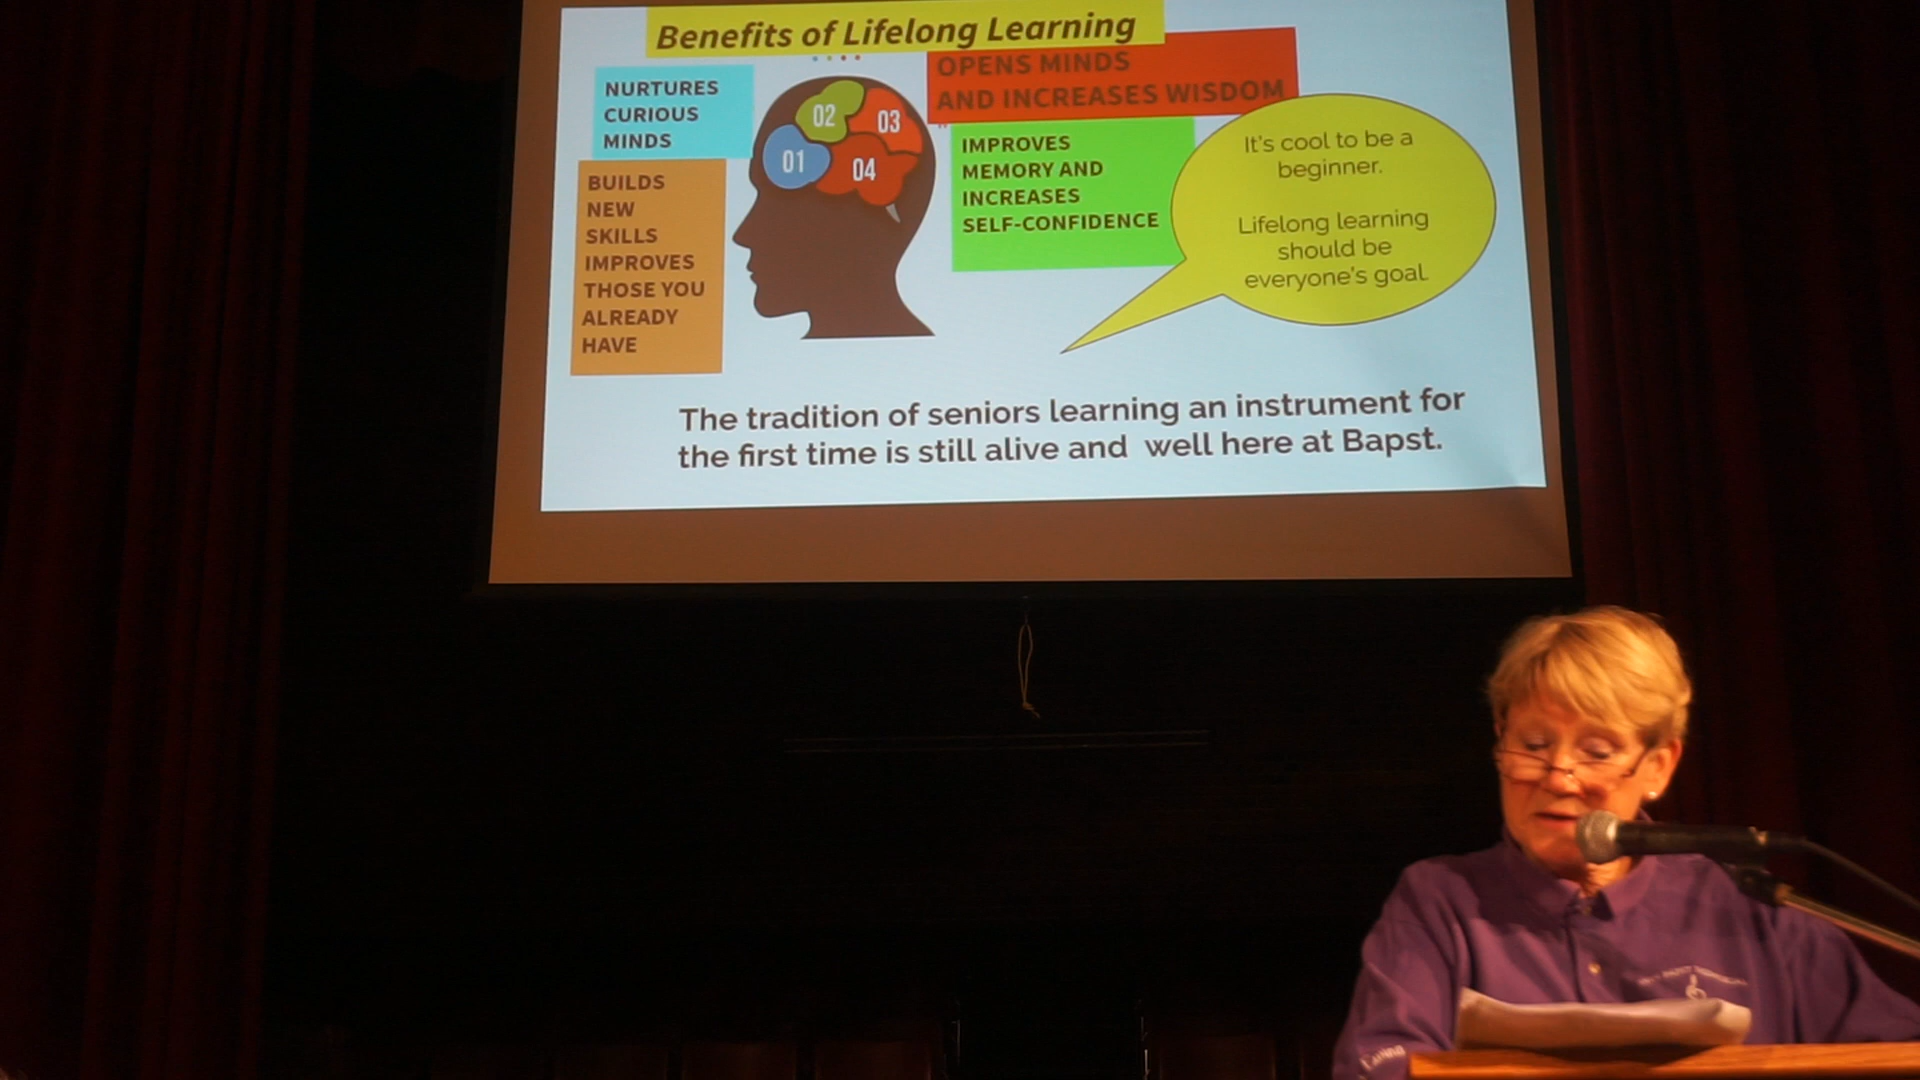 Benefits of Lifelong Learning
NURTURES
CURIOUS
MINDS
BUILDS
NEW
SKILLS
IMPROVES
THOSE YOU
ALREADY
HAVE
01
02
03
04
OPENS MINDS
AND INCREASES WISDOM
IMPROVES
MEMORY AND
INCREASES
SELF-CONFIDENCE
It's cool to be a
beginner.
Lifelong learning
should be
everyone's goal.
The tradition of seniors learning an instrument for
the first time is still alive and well here at Bapst.